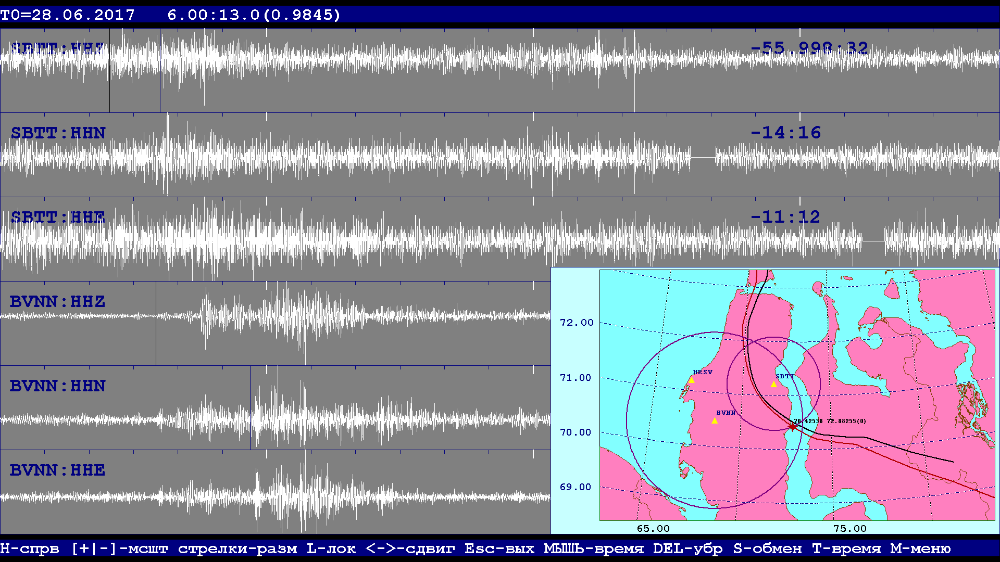 T0=28.06.2017   6.00:13.0(0.9845)
SBTT:HHZ
-55.998:32
SBTT:HHN
-14:16
SBTT:HHE
-11:12
BVNN:HHZ
BVNN:HHN
BVNN:HHE
72.00
71.00
HRSV
SBTT
BVNN
70.42538 72.88255(0)
70.00
69.00
65.00
75.00
Н-спрв [+|-]-мсшт стрелки-разм L-лок <->-сдвиг Esc-вых МЫШЬ-время DEL-убр S-обмен T-время M-меню